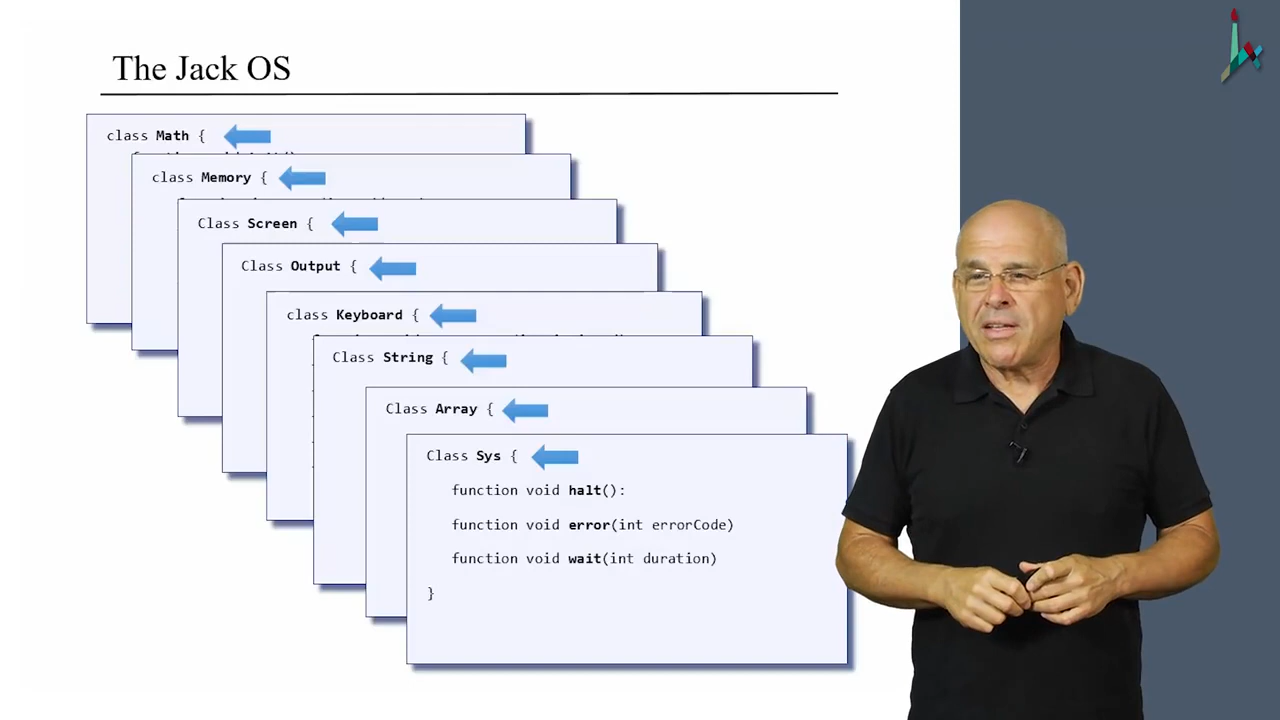 The Jack OS
class Math {
class Memory {
Class Screen {
Class Output {
class Keyboard {
Class String {
Class Array {
Class Sys {
function void halt():
function void error(int errorCode)
function void wait(int duration)
}